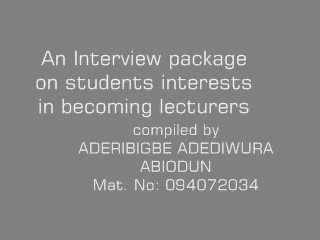 An Interview package
on students interests
in becoming lecturers
compiled by
ADERIBIGBE ADEDIWURA
ABIODUN
Mat. No: 094072034